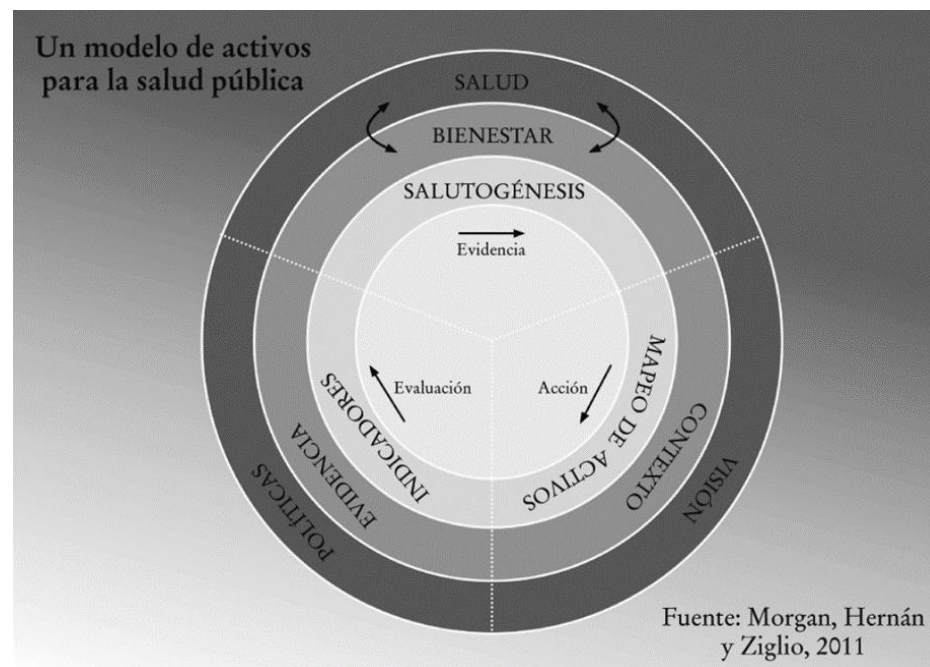 Un modelo de activos
para la salud pública
SALUD
BIENESTAR
SALUTOGÉNESIS
Evidencia
Evaluación
Acción
INDICADORES
MAPEO DE ACTIVOS
EVIDENCIA
CONTEXTO
POLÍTICAS
VISIÓN
Fuente: Morgan, Hernán
y Ziglio, 2011